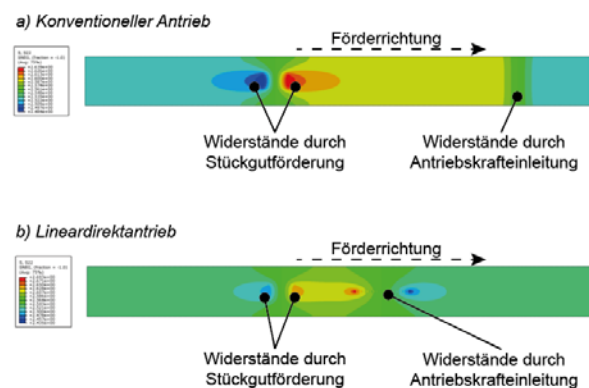 a) Konventioneller Antrieb
Förderrichtung
Widerstände durch
Stückgutförderung
Widerstände durch
Antriebskrafteinleitung
b) Lineardirektantrieb
Förderrichtung
Widerstände durch
Stückgutförderung
Widerstände durch
Antriebskrafteinleitung